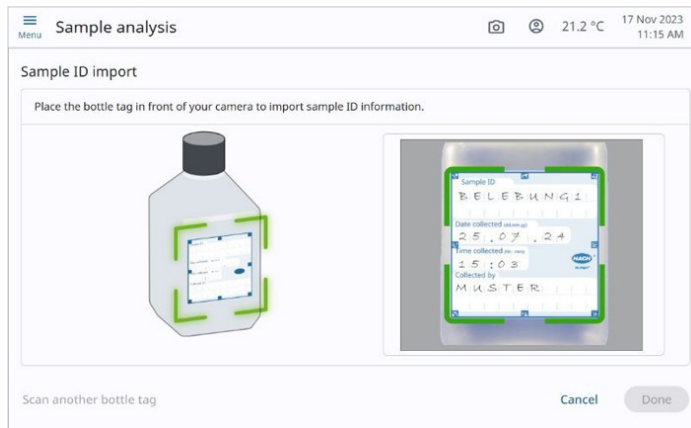 Menu
Sample analysis
21.2 °C
17 Nov 2023
11:15 AM
Sample ID import
Place the bottle tag in front of your camera to import sample ID information.
Sample ID
BELEBUNG1
Date collected
25.07.24
Time collected
15:03
HACH
Collected by
MUSTER
Scan another bottle tag
Cancel
Done